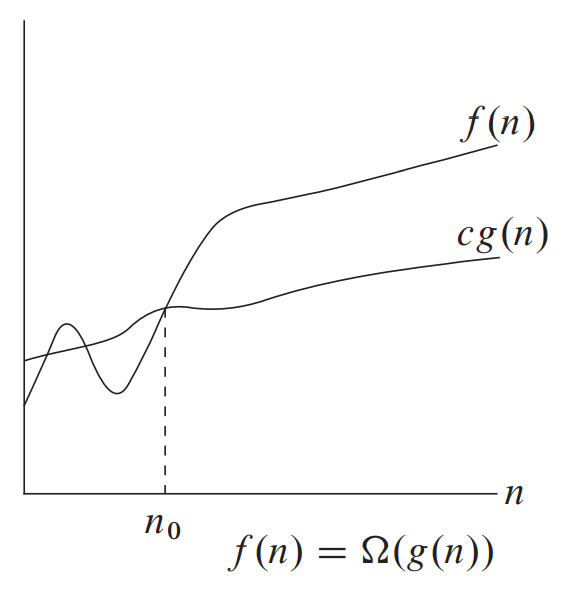 f(n)
cg(n)
n
n₀
f(n) = Ω(g(n))